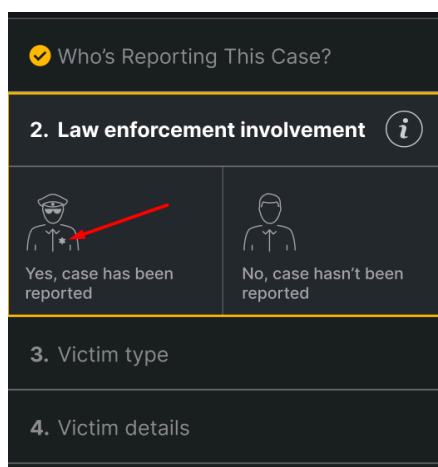 Who's Reporting This Case?
2. Law enforcement involvement i
Yes, case has been
reported
No, case hasn't been
reported
3. Victim type
4. Victim details